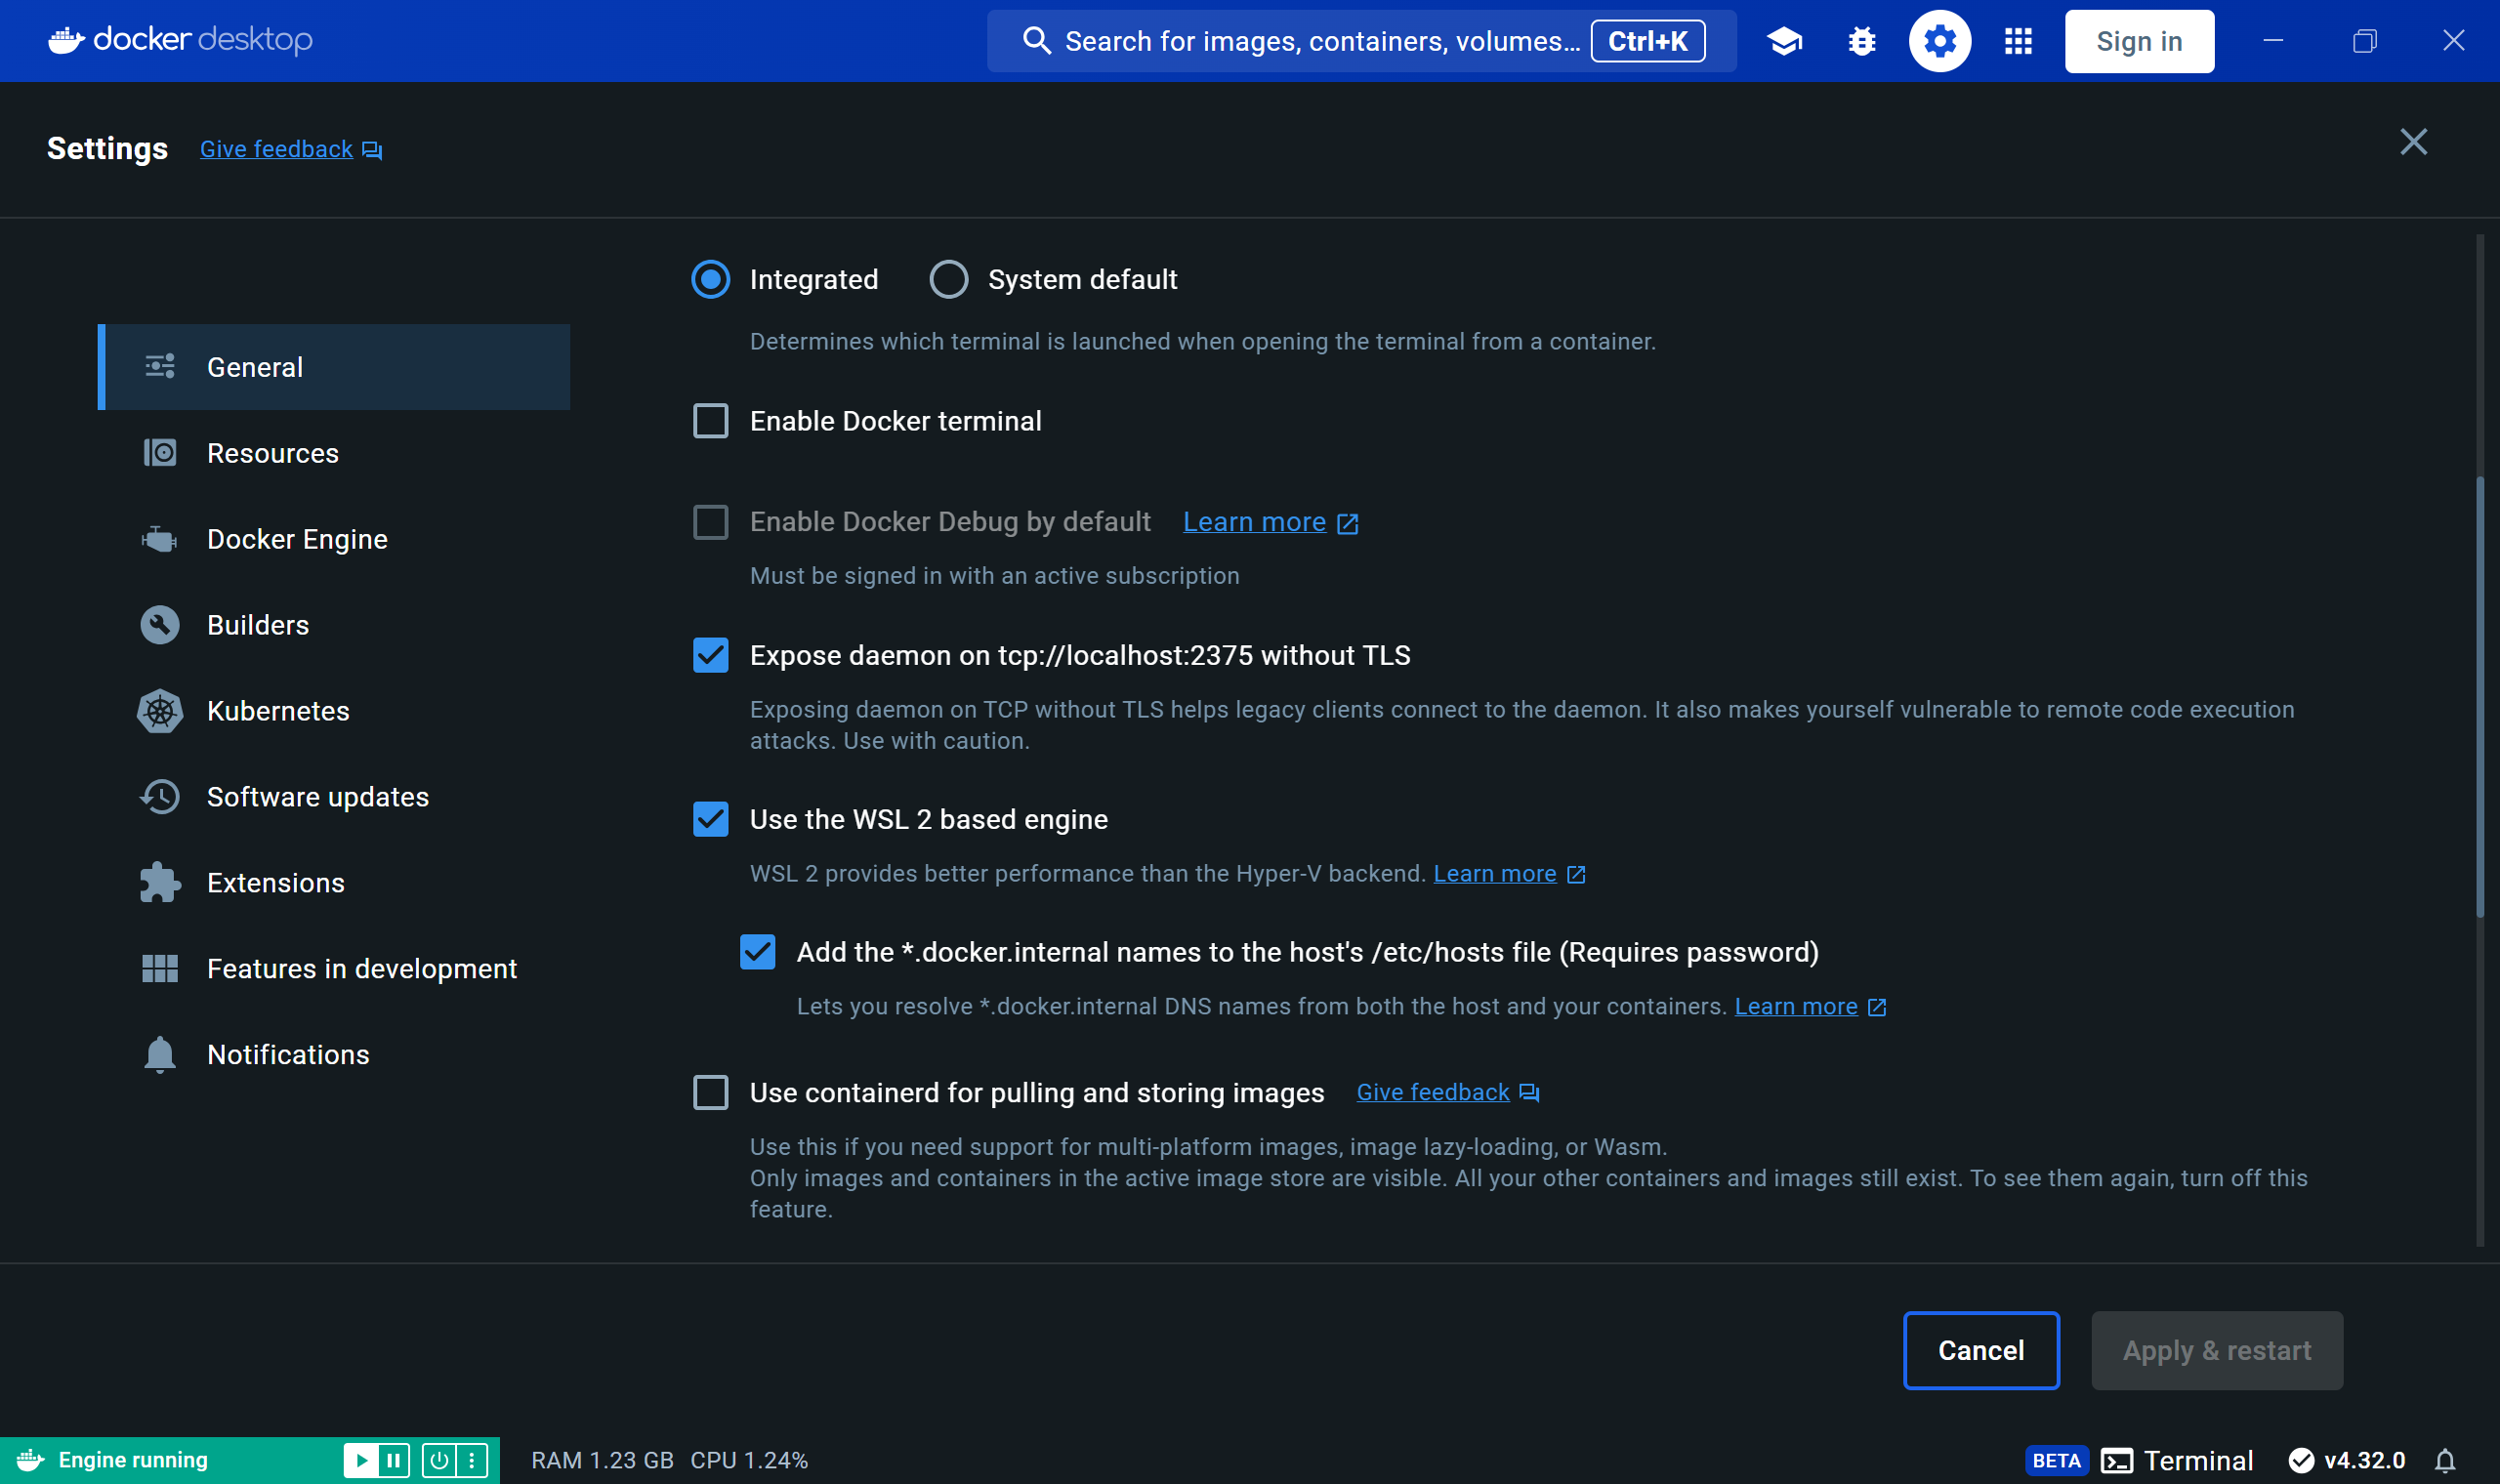 docker desktop
Search for images, containers, volumes... Ctrl+K
Sign in
Settings Give feedback
General
Resources
Docker Engine
Builders
Kubernetes
Software updates
Extensions
Features in development
Notifications
Integrated System default
Determines which terminal is launched when opening the terminal from a container.
Enable Docker terminal
Enable Docker Debug by default Learn more
Must be signed in with an active subscription
Expose daemon on tcp://localhost:2375 without TLS
Exposing daemon on TCP without TLS helps legacy clients connect to the daemon. It also makes yourself vulnerable to remote code execution
attacks. Use with caution.
Use the WSL 2 based engine
WSL 2 provides better performance than the Hyper-V backend. Learn more
Add the *.docker.internal names to the host's /etc/hosts file (Requires password)
Lets you resolve *.docker.internal DNS names from both the host and your containers. Learn more
Use containerd for pulling and storing images Give feedback
Use this if you need support for multi-platform images, image lazy-loading, or Wasm.
Only images and containers in the active image store are visible. All your other containers and images still exist. To see them again, turn off this
feature.
Cancel
Apply & restart
Engine running
RAM 1.23 GB CPU 1.24%
BETA Terminal
v4.32.0